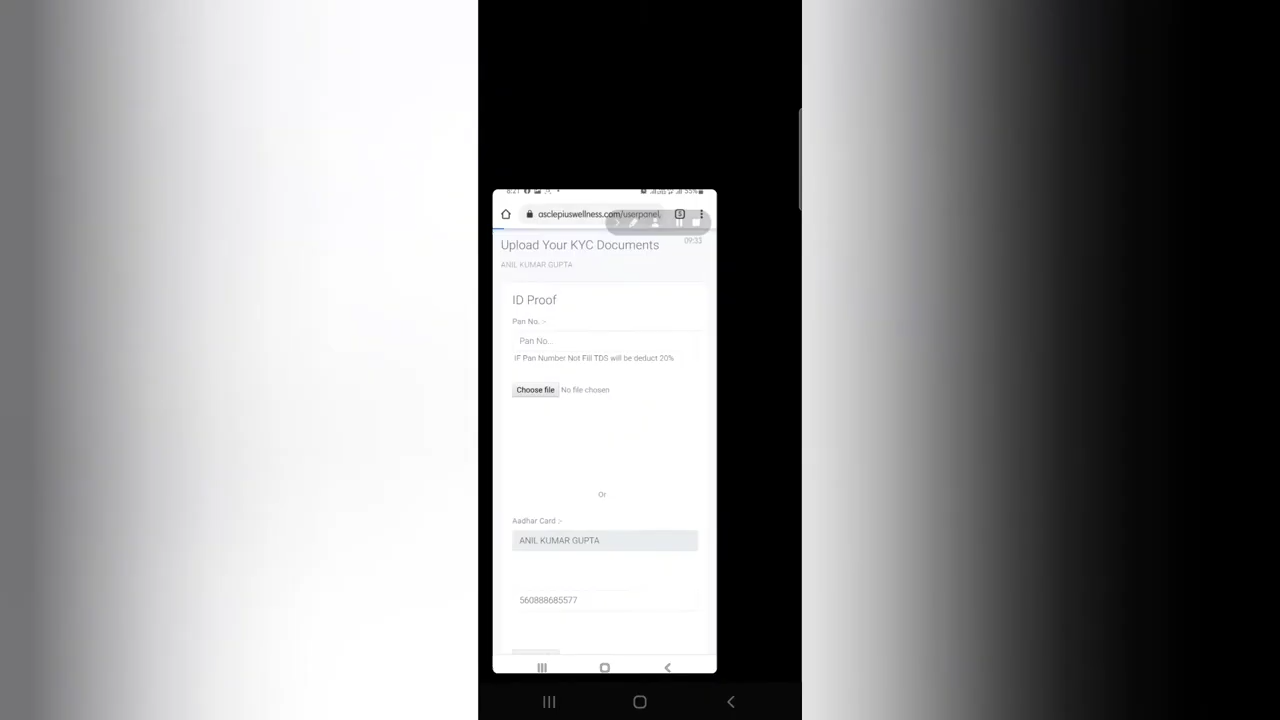 asclepiuswellness.com/userpanel,
Upload Your KYC Documents
09:33
ANIL KUMAR GUPTA
ID Proof
Pan No. :-
Pan No...
IF Pan Number Not Fill TDS will be deduct 20%
Choose file No file chosen
Or
Aadhar Card :-
ANIL KUMAR GUPTA
560888685577